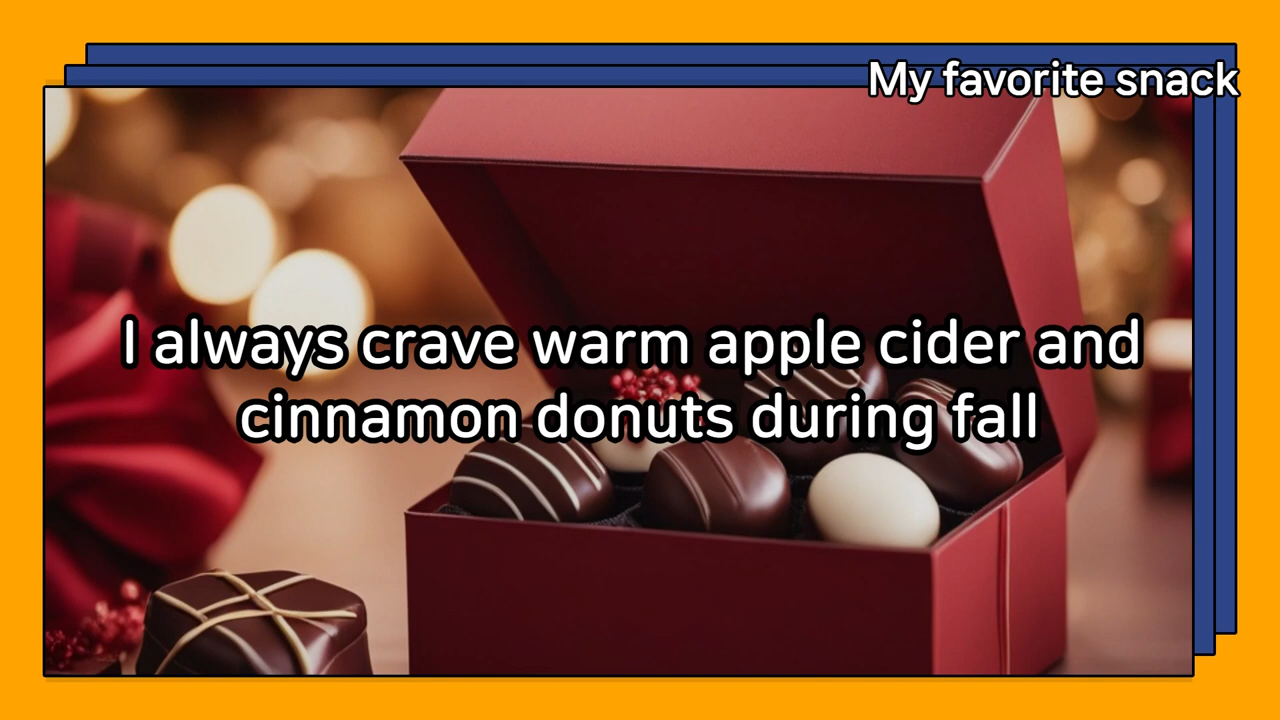 My favorite snack
I always crave warm apple cider and
cinnamon donuts during fall